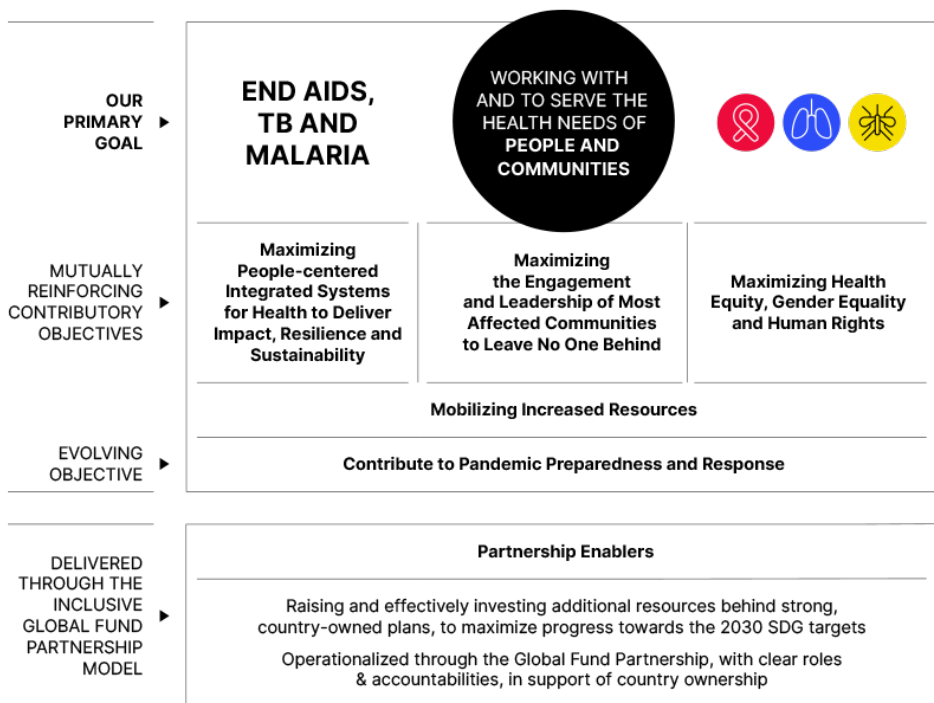 OUR
PRIMARY
GOAL
END AIDS,
TB AND
MALARIA
WORKING WITH
AND TO SERVE THE
HEALTH NEEDS OF
PEOPLE AND
COMMUNITIES
MUTUALLY
REINFORCING
CONTRIBUTORY
OBJECTIVES
Maximizing
People-centered
Integrated Systems
for Health to Deliver
Impact, Resilience and
Sustainability
Maximizing
the Engagement
and Leadership of Most
Affected Communities
to Leave No One Behind
Maximizing Health
Equity, Gender Equality
and Human Rights
Mobilizing Increased Resources
EVOLVING
OBJECTIVE
Contribute to Pandemic Preparedness and Response
DELIVERED
THROUGH THE
INCLUSIVE
GLOBAL FUND
PARTNERSHIP
MODEL
Partnership Enablers
Raising and effectively investing additional resources behind strong,
country-owned plans, to maximize progress towards the 2030 SDG targets
Operationalized through the Global Fund Partnership, with clear roles
& accountabilities, in support of country ownership